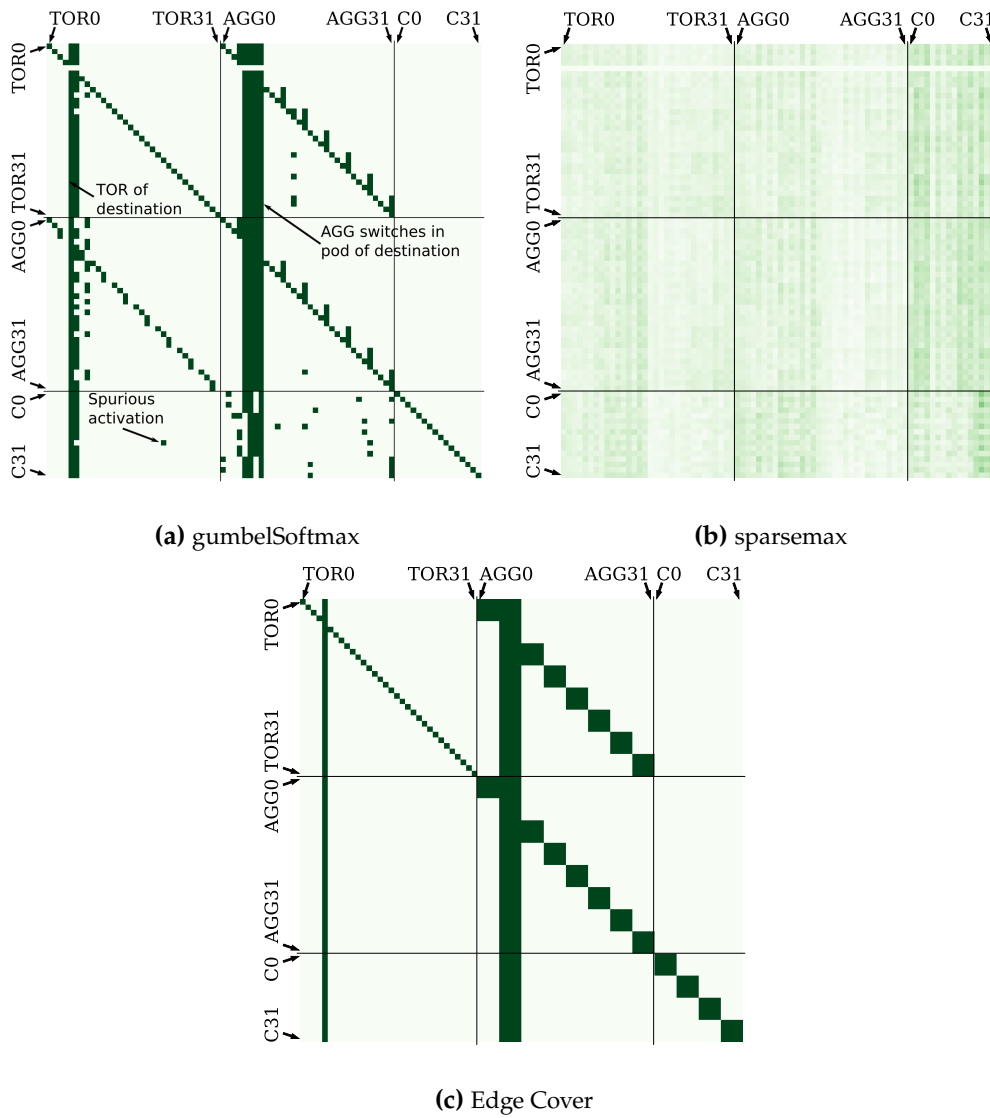 TOR0 TOR31 AGG0 AGG31 C0 C31
TOR0 TOR31 AGG0 AGG31 C0 C31
TOR0
TOR31
AGG0
AGG31
C0
C31
TOR of
destination
AGG switches in
pod of destination
Spurious
activation
TOR0
TOR31
AGG0
AGG31
C0
C31
(a) gumbelSoftmax
(b) sparsemax
TOR0 TOR31 AGG0 AGG31 C0 C31
TOR0
TOR31
AGG0
AGG31
C0
C31
(c) Edge Cover